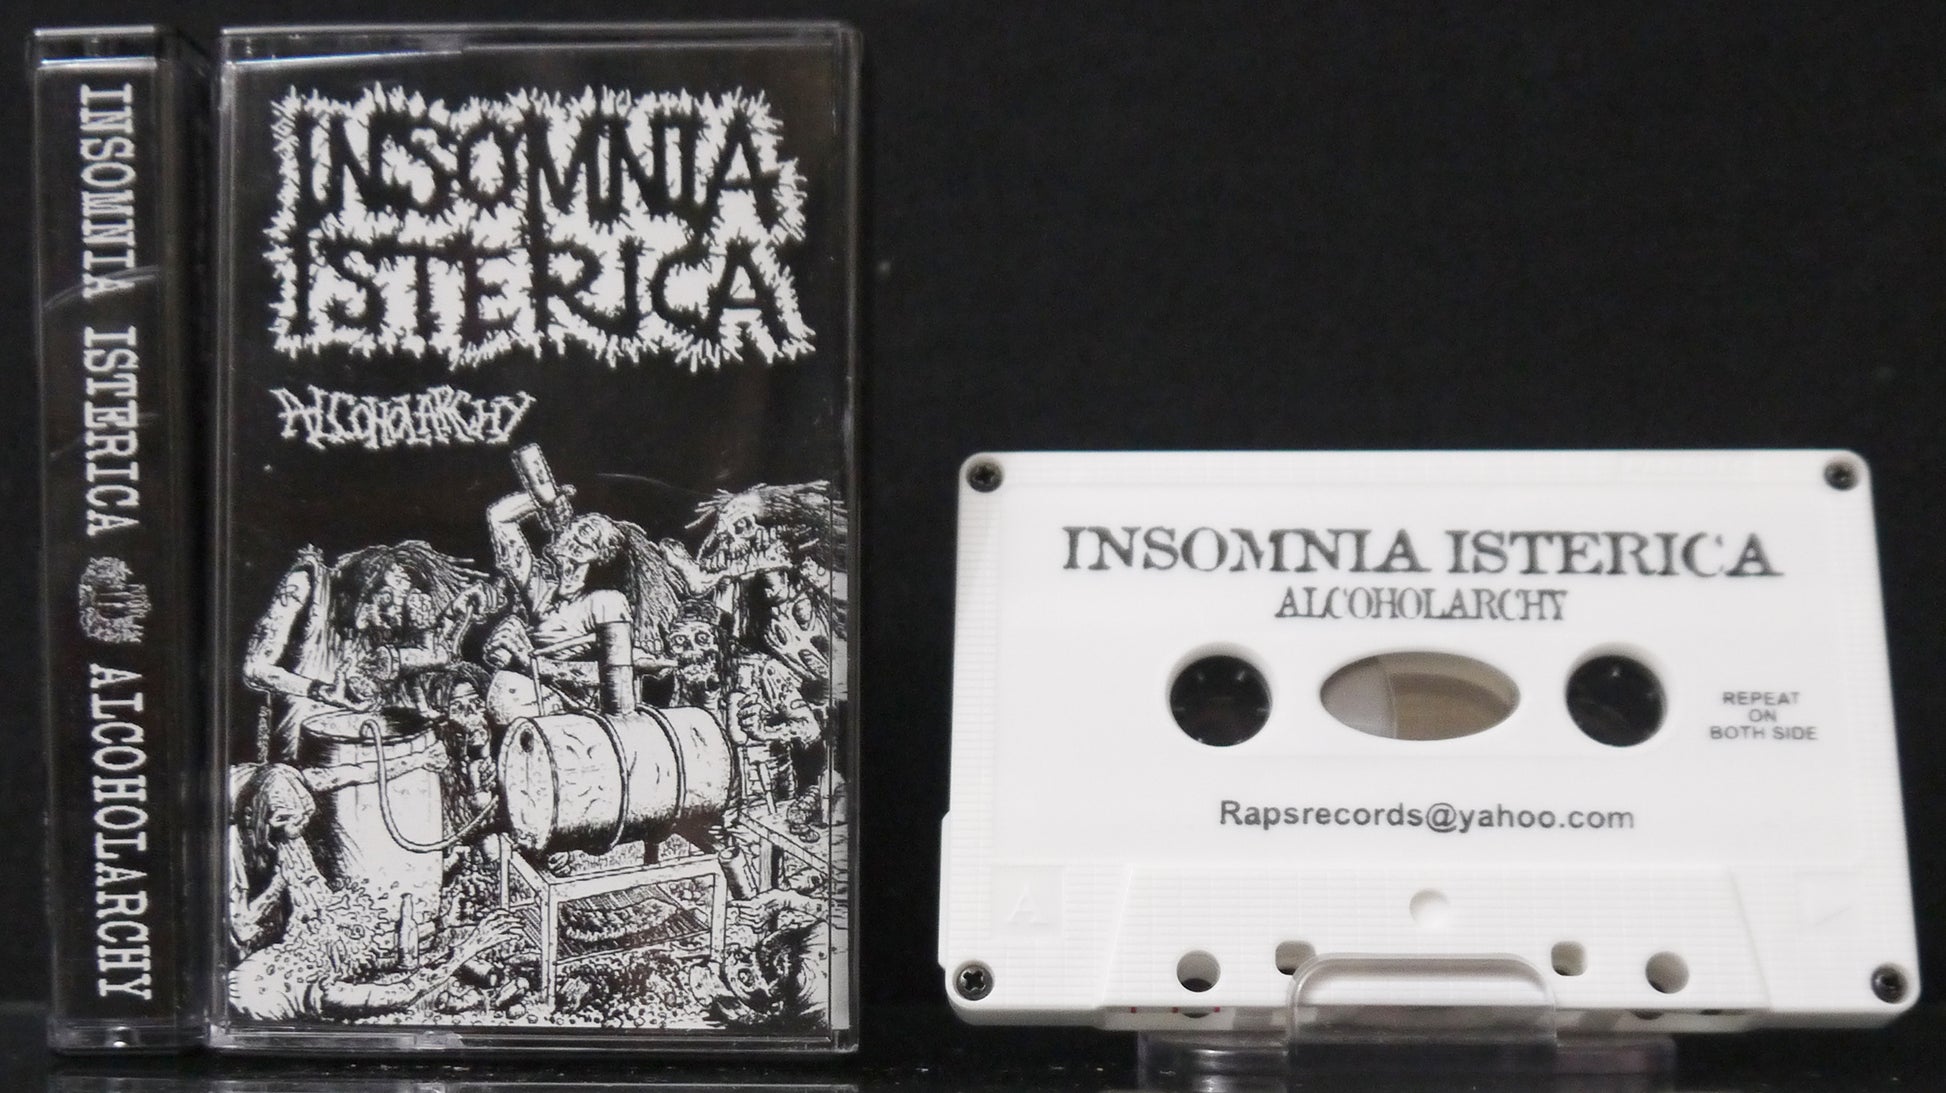 INSOMNIA ISTERICA ALCOHOLARCHY
INSOMNIA
ISTERICA
ALCOHOLARCHY
INSOMNIA ISTERICA
ALCOHOLARCHY
REPEAT
ON
BOTH SIDE
Rapsrecords@yahoo.com
A